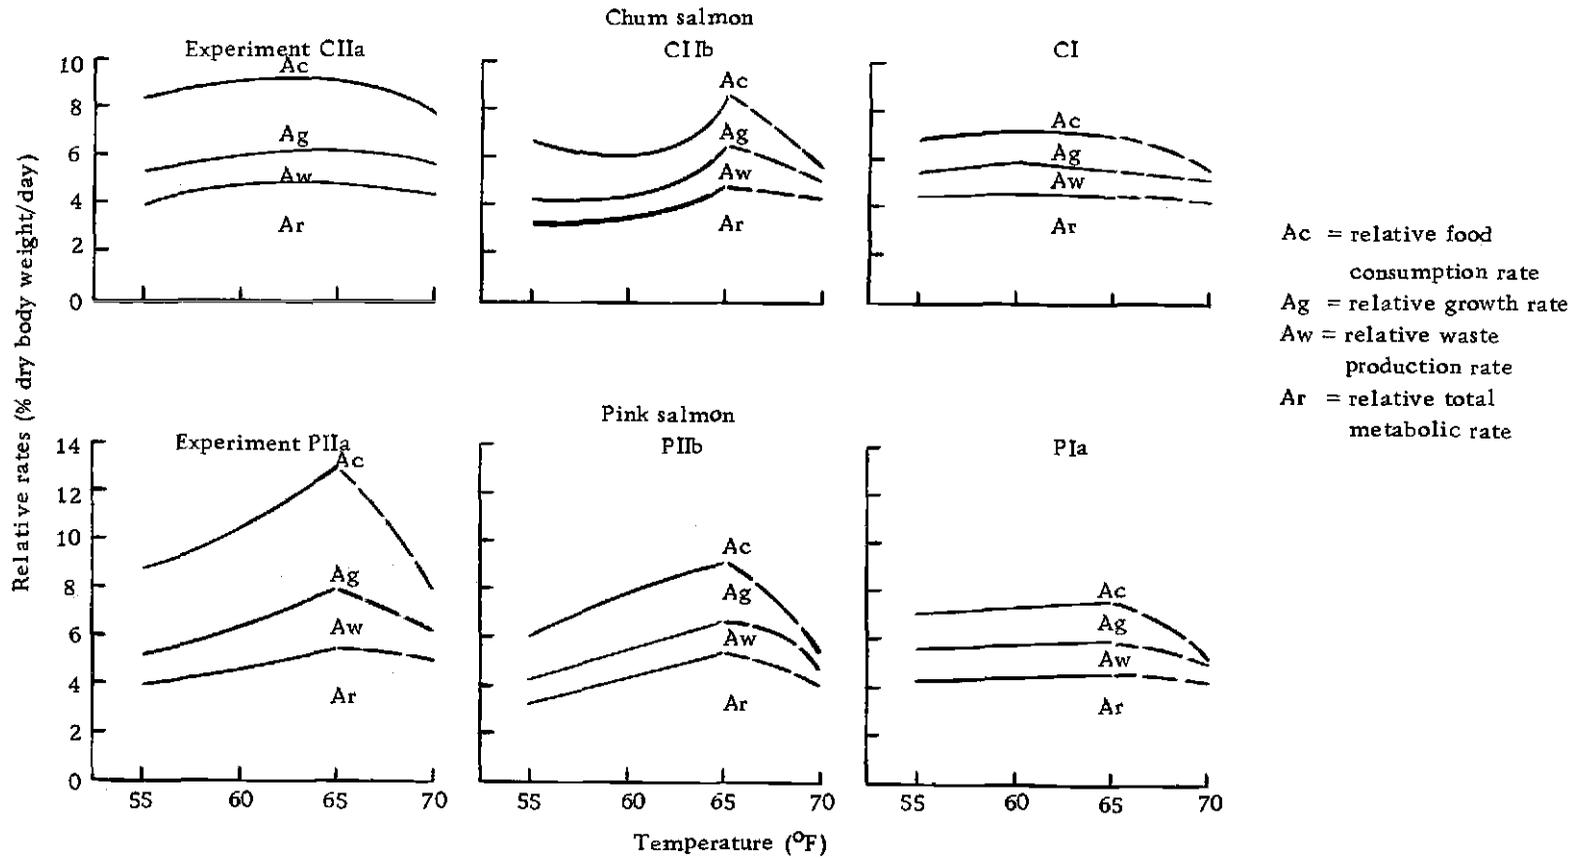 Chum salmon
Experiment CIIa
CIIb
CI
10
8
6
4
2
0
Ac
Ag
Aw
Ar
Ac
Ag
Aw
Ar
Ac
Ag
Aw
Ar
Relative rates (% dry body weight/day)
Ac = relative food
consumption rate
Ag = relative growth rate
Aw = relative waste
production rate
Ar = relative total
metabolic rate
Pink salmon
Experiment PIIa
PIIb
PIa
14
12
10
8
6
4
2
0
Ac
Ag
Aw
Ar
Ac
Ag
Aw
Ar
Ac
Ag
Aw
Ar
55 60 65 70
55 60 65 70
55 60 65 70
Temperature (°F)